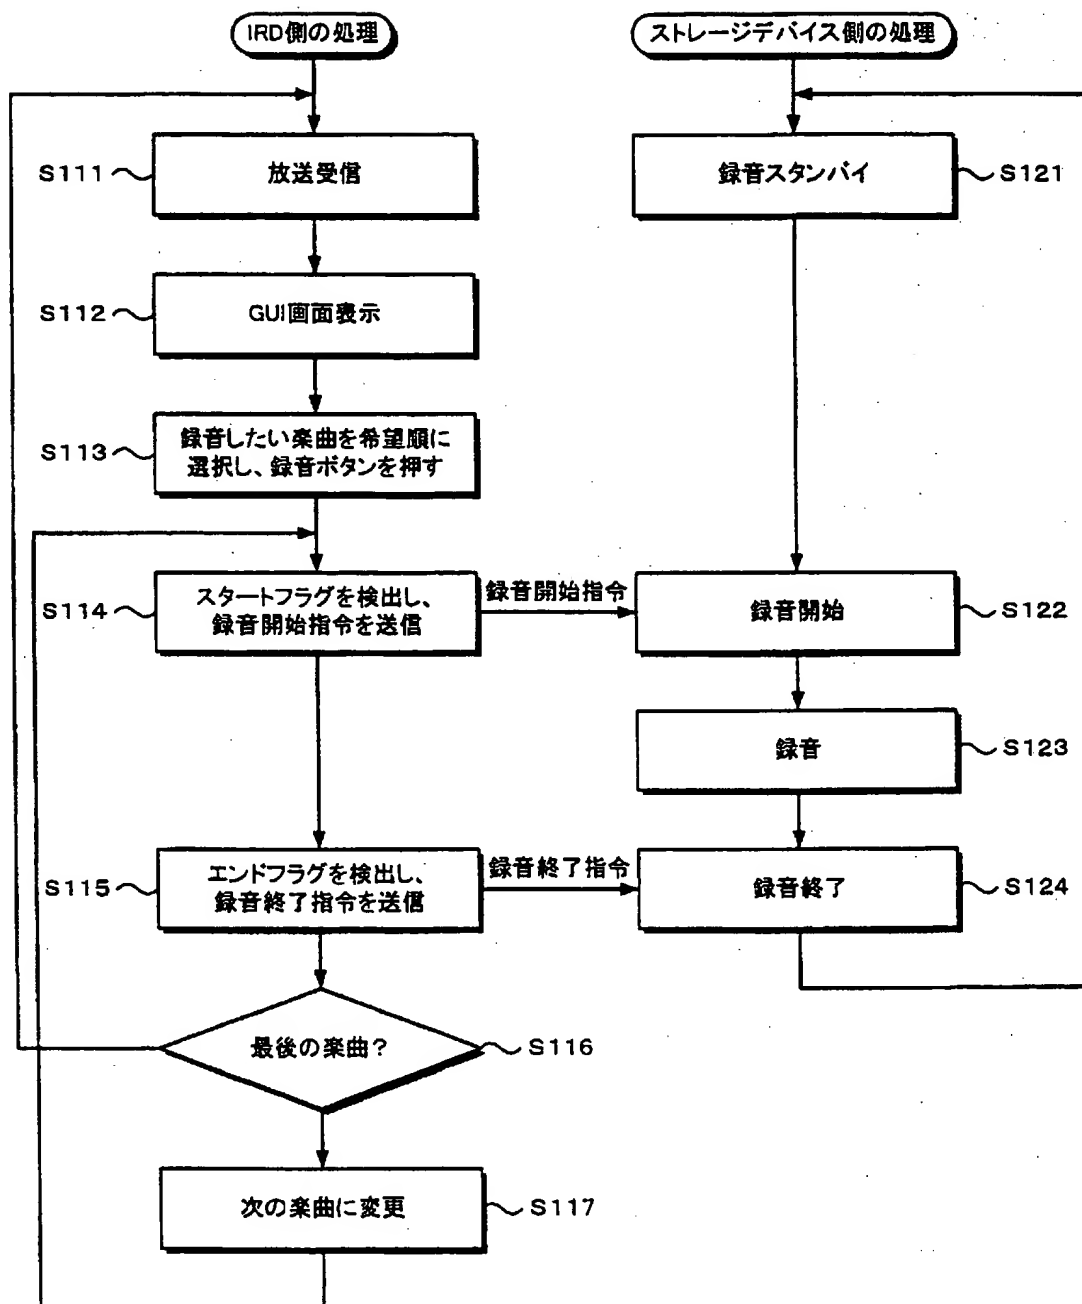 IRD側の処理
ストレージデバイス側の処理
S111
放送受信
録音スタンバイ
S121
S112
GUI画面表示
S113
録音したい楽曲を希望順に
選択し、録音ボタンを押す
S114
スタートフラグを検出し、
録音開始指令を送信
録音開始指令
録音開始
S122
録音
S123
S115
エンドフラグを検出し、
録音終了指令を送信
録音終了指令
録音終了
S124
最後の楽曲？
S116
次の楽曲に変更
S117